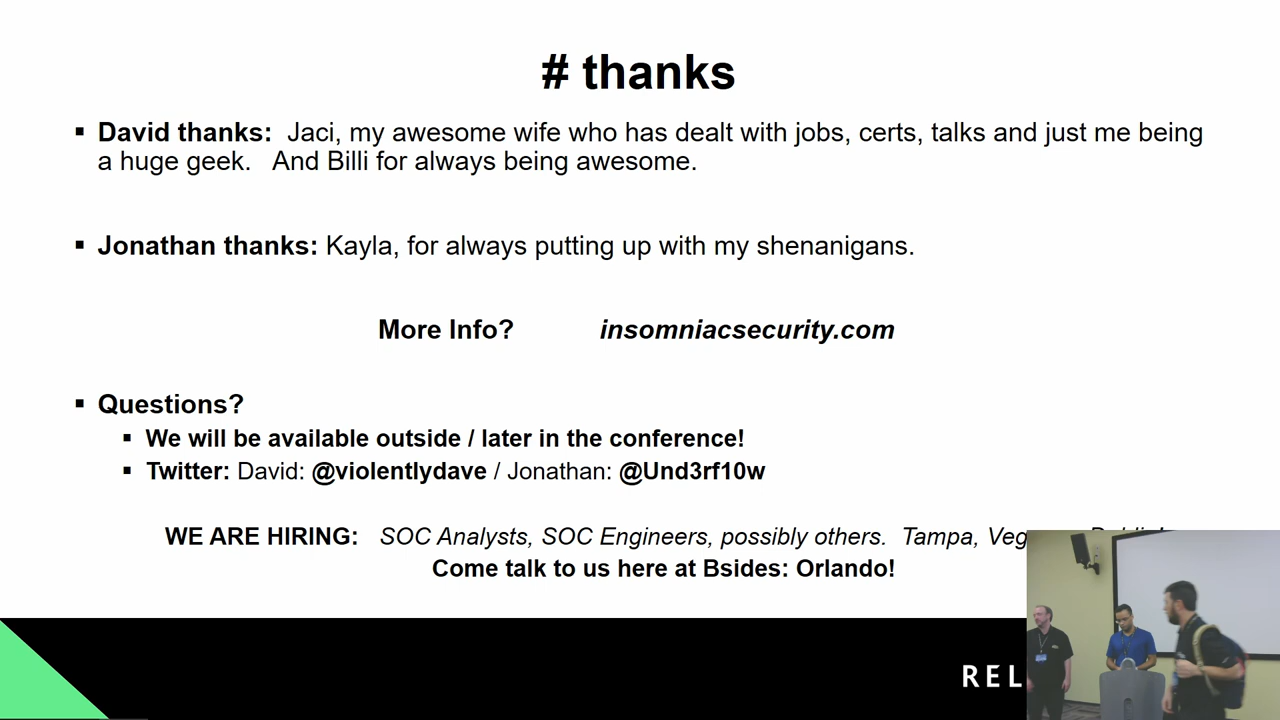 # thanks
▪ David thanks: Jaci, my awesome wife who has dealt with jobs, certs, talks and just me being
a huge geek. And Billi for always being awesome.
▪ Jonathan thanks: Kayla, for always putting up with my shenanigans.
More Info? insomniacsecurity.com
▪ Questions?
▪ We will be available outside / later in the conference!
▪ Twitter: David: @violentlydave / Jonathan: @Und3rf10w
WE ARE HIRING: SOC Analysts, SOC Engineers, possibly others. Tampa,
Come talk to us here at Bsides: Orlando!